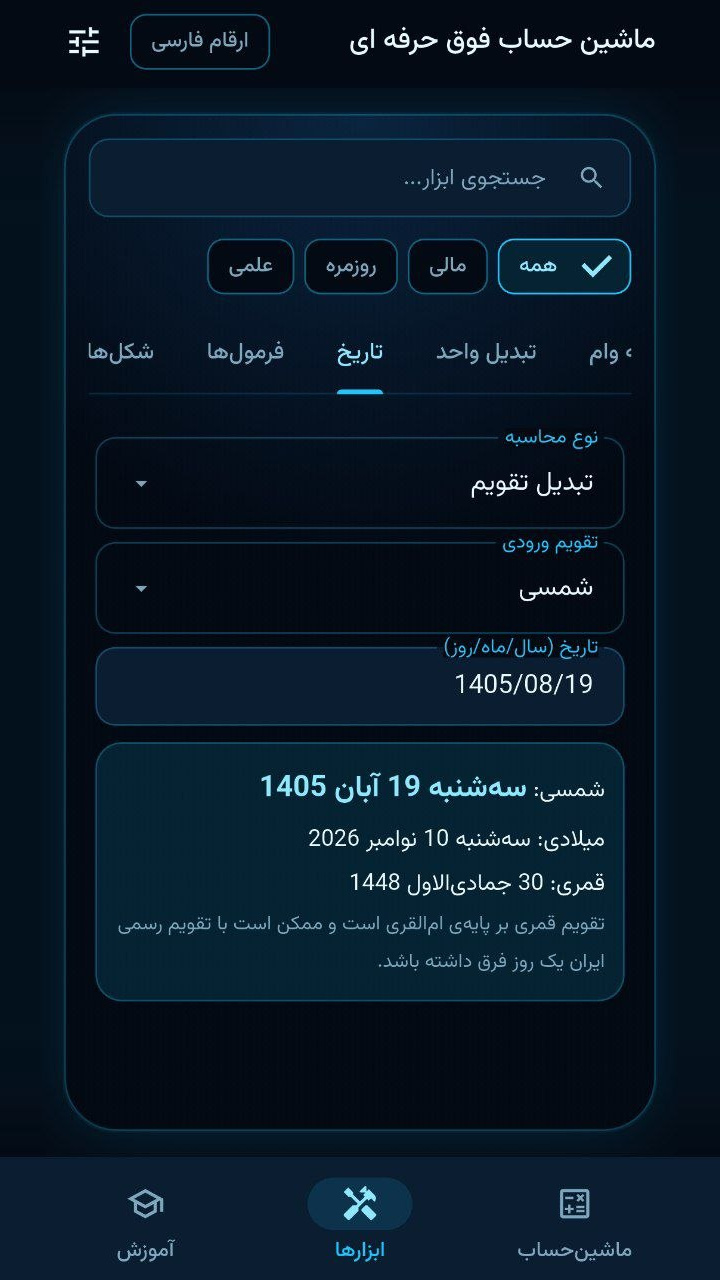 ماشین حساب فوق حرفه ای
ارقام فارسی
جستجوی ابزار...
همه
مالی
روزمره
علمی
وام
تبدیل واحد
تاریخ
فرمول‌ها
شکل‌ها
نوع محاسبه
تبدیل تقویم
تقویم ورودی
شمسی
تاریخ (سال/ماه/روز)
1405/08/19
شمسی: سه‌شنبه 19 آبان 1405
میلادی: سه‌شنبه 10 نوامبر 2026
قمری: 30 جمادی‌الاول 1448
تقویم قمری بر پایه‌ی ام‌القری است و ممکن است با تقویم رسمی
ایران یک روز فرق داشته باشد.
ماشین‌حساب
ابزارها
آموزش